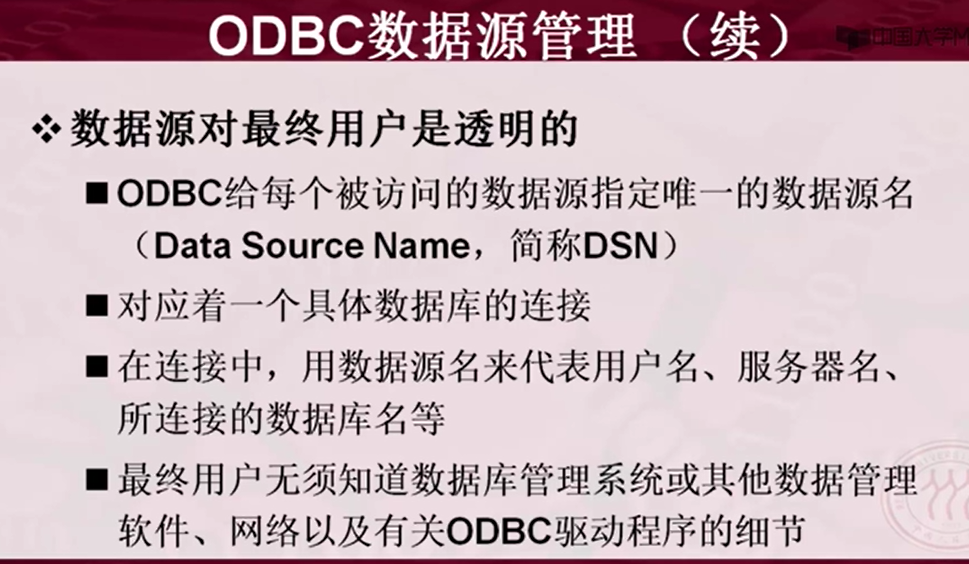 ODBC数据源管理 （续）
中国大学M
❖数据源对最终用户是透明的
■ODBC给每个被访问的数据源指定唯一的数据源名
（Data Source Name，简称DSN）
■对应着一个具体数据库的连接
■在连接中，用数据源名来代表用户名、服务器名、
所连接的数据库名等
■最终用户无须知道数据库管理系统或其他数据管理
软件、网络以及有关ODBC驱动程序的细节